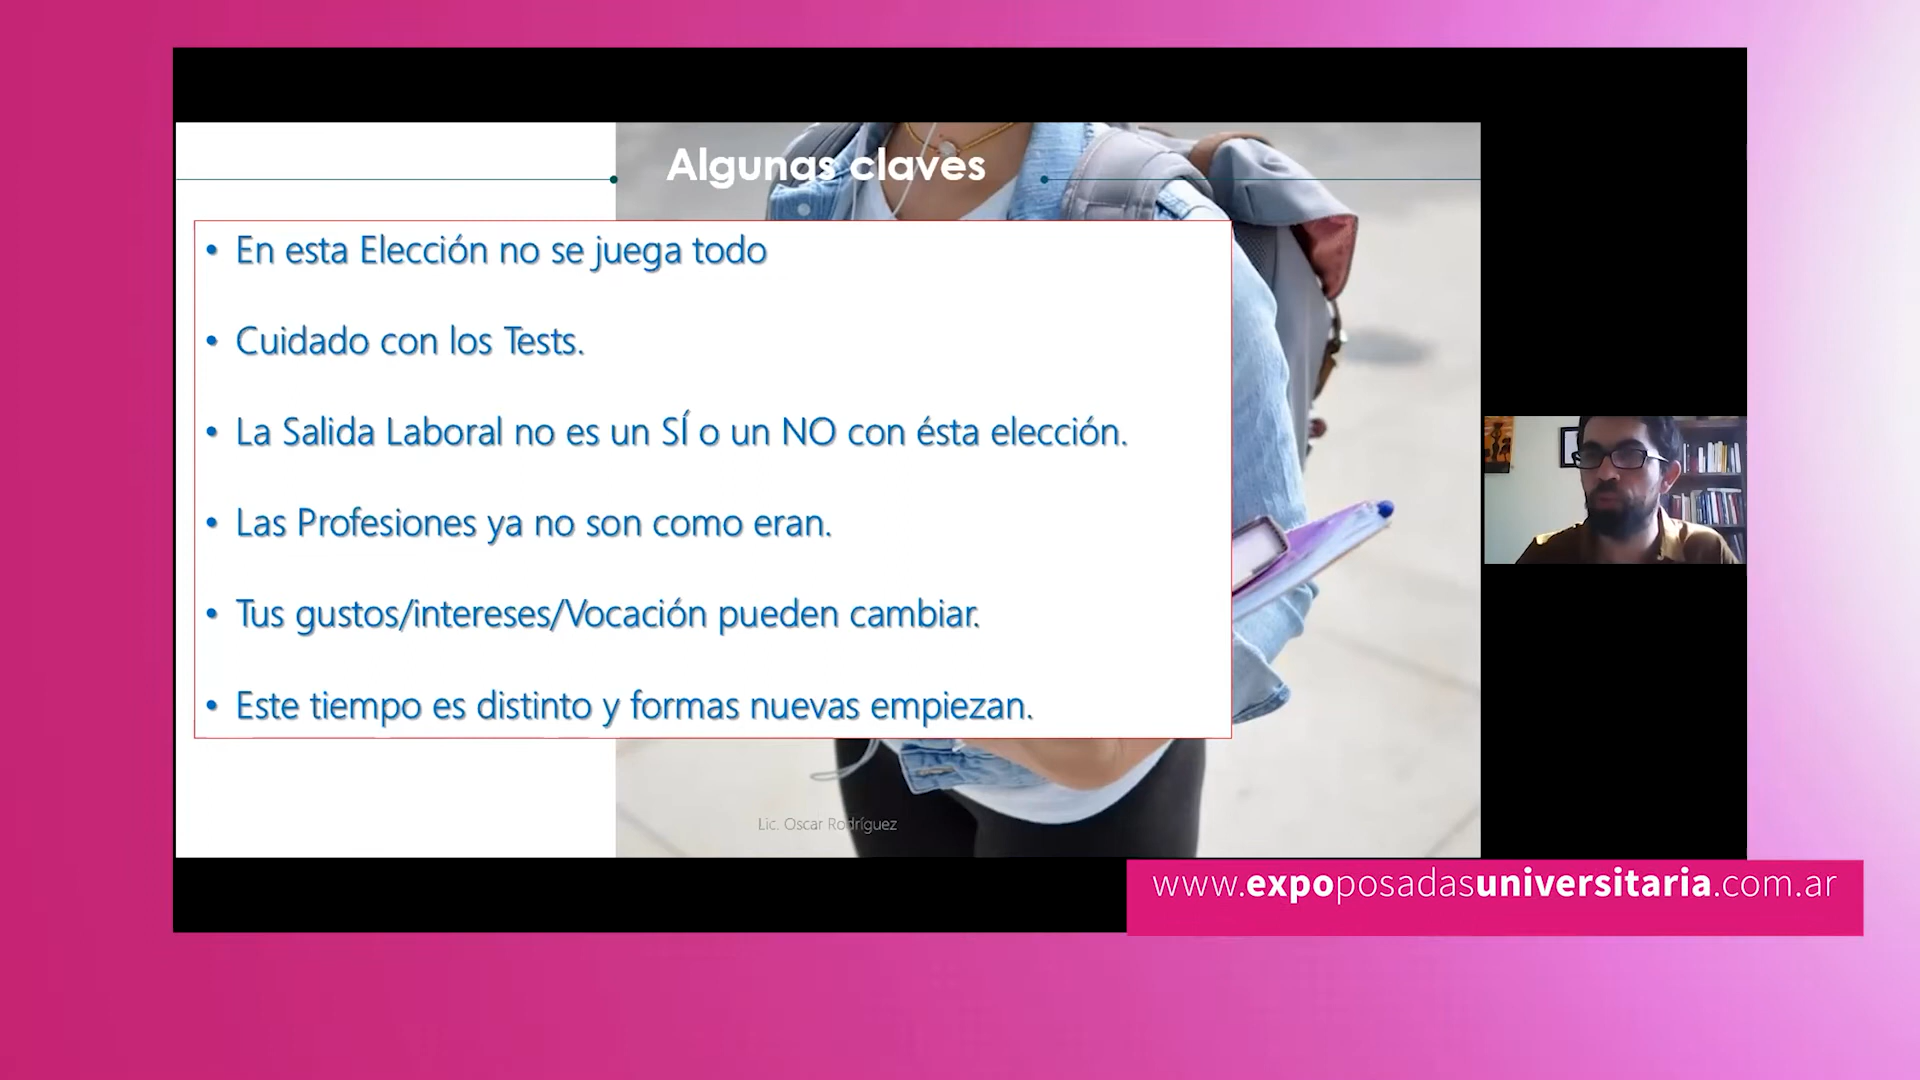 Algunas claves
• En esta Elección no se juega todo
• Cuidado con los Tests.
• La Salida Laboral no es un SÍ o un NO con ésta elección.
• Las Profesiones ya no son como eran.
• Tus gustos/intereses/Vocación pueden cambiar.
• Este tiempo es distinto y formas nuevas empiezan.
Lic. Oscar Rodríguez
www.expoposadasuniversitaria.com.ar